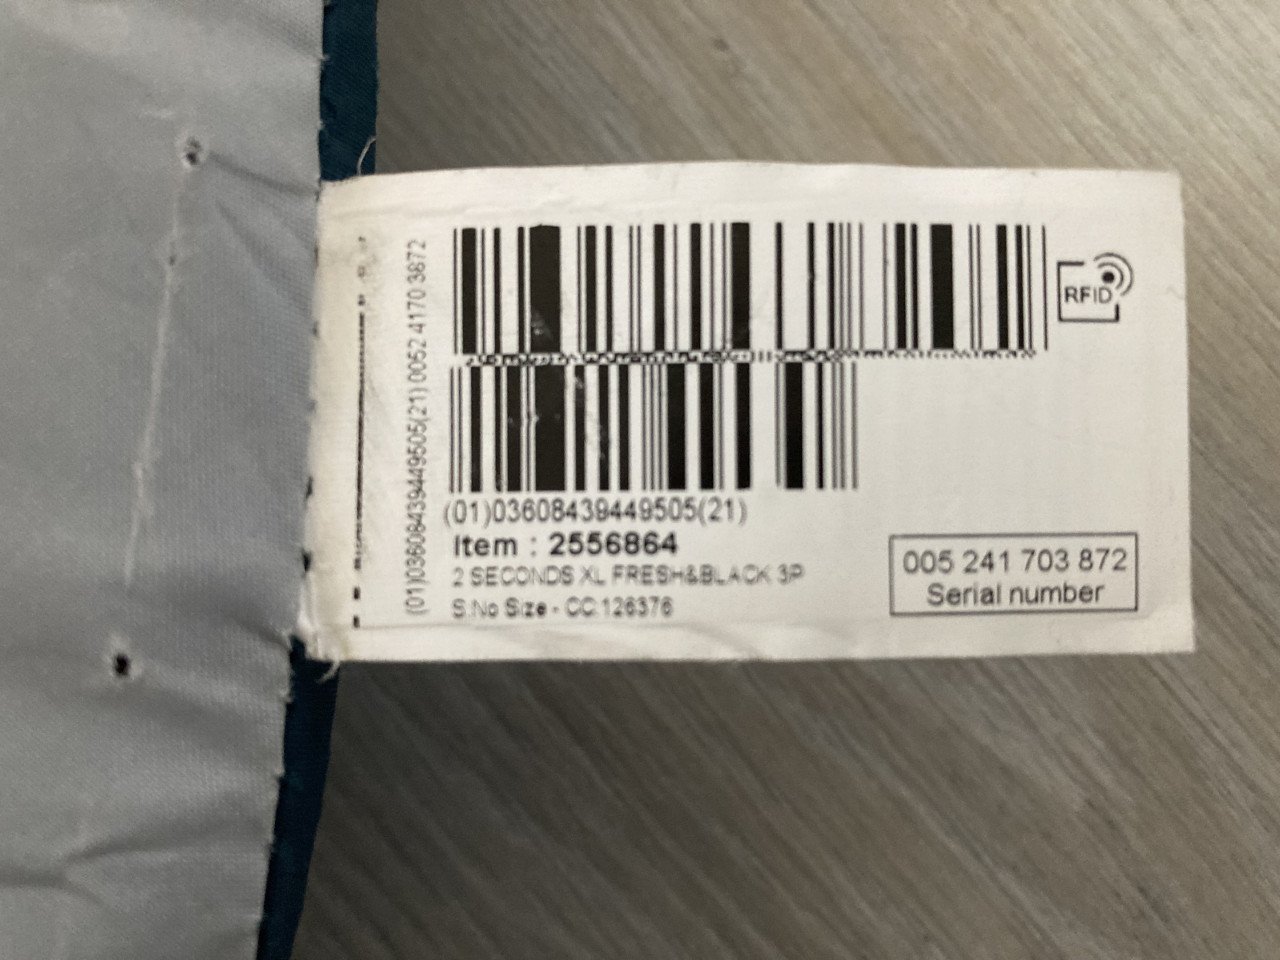 (01)03608439449505(21) 0052 4170 3872
RFID
(01)03608439449505(21)
Item : 2556864
2 SECONDS XL FRESH&BLACK 3P
S.No Size - CC:126376
005 241 703 872
Serial number